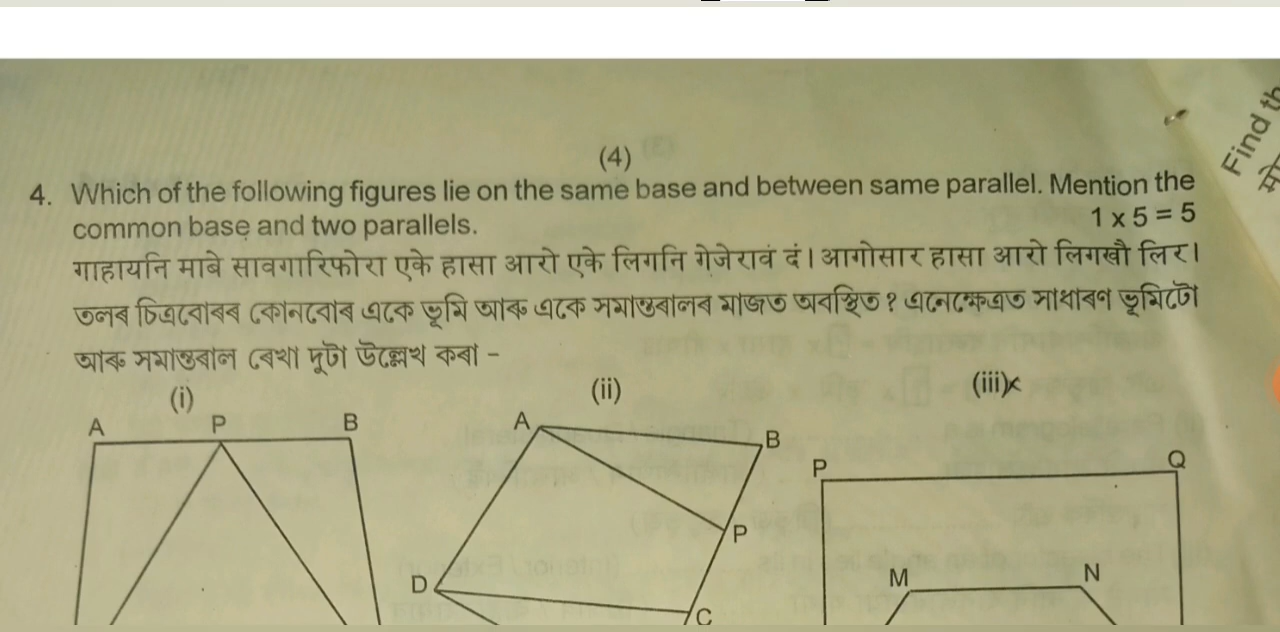 (4)
4. Which of the following figures lie on the same base and between same parallel. Mention the
common base and two parallels. 1 x 5 = 5
गाहायनि माबे सावगारिफोरा एके हासा आरो एके लिगनि गेजेरावं दं। आगोसार हासा आरो लिगखौ लिर।
তলৰ চিত্ৰবোৰৰ কোনবোৰ একে ভূমি আৰু একে সমান্তৰালৰ মাজত অৱস্থিত? এনেক্ষেত্ৰত সাধাৰণ ভূমিটো
আৰু সমান্তৰাল ৰেখা দুটা উল্লেখ কৰা -
(i) (ii) (iii)
A P B A B P Q
P
D C M N
Find th